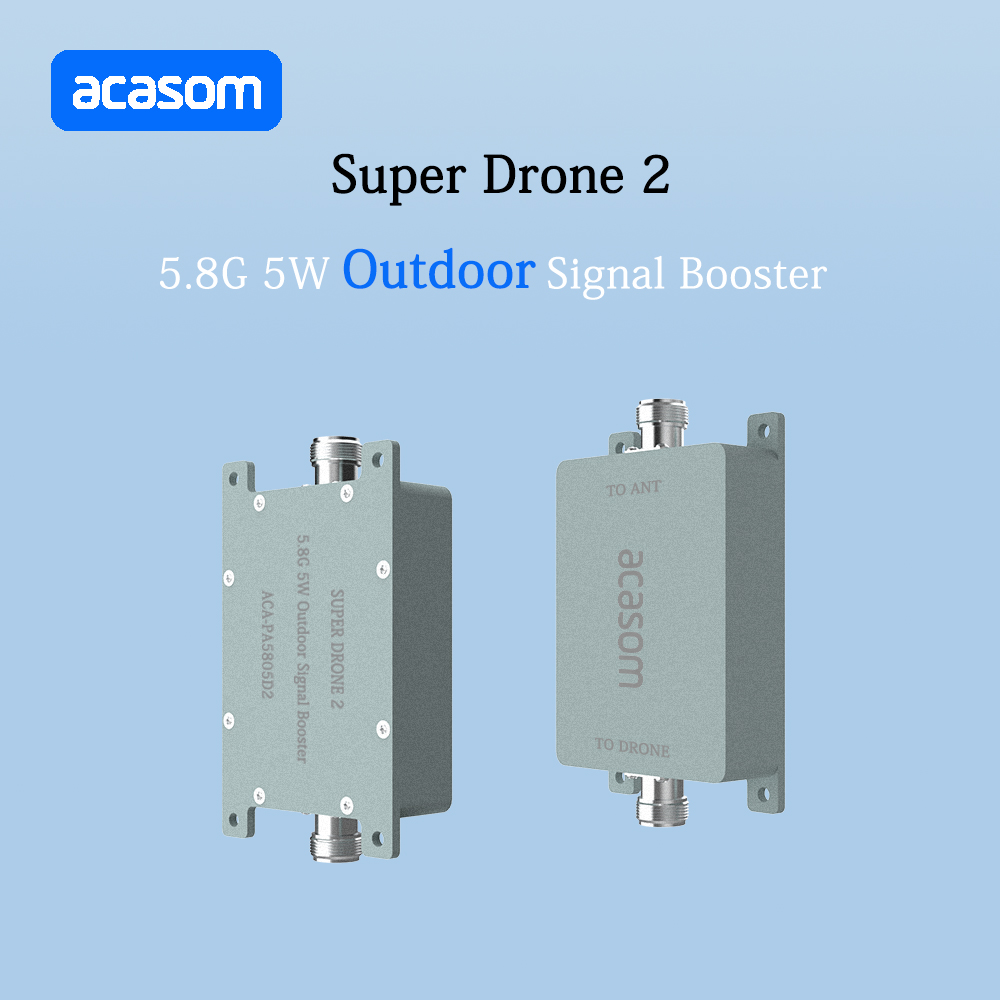 acasom
Super Drone 2
5.8G 5W Outdoor Signal Booster
SUPER DRONE 2
5.8G 5W Outdoor Signal Booster
ACA-PA5805D2
TO ANT
acasom
TO DRONE